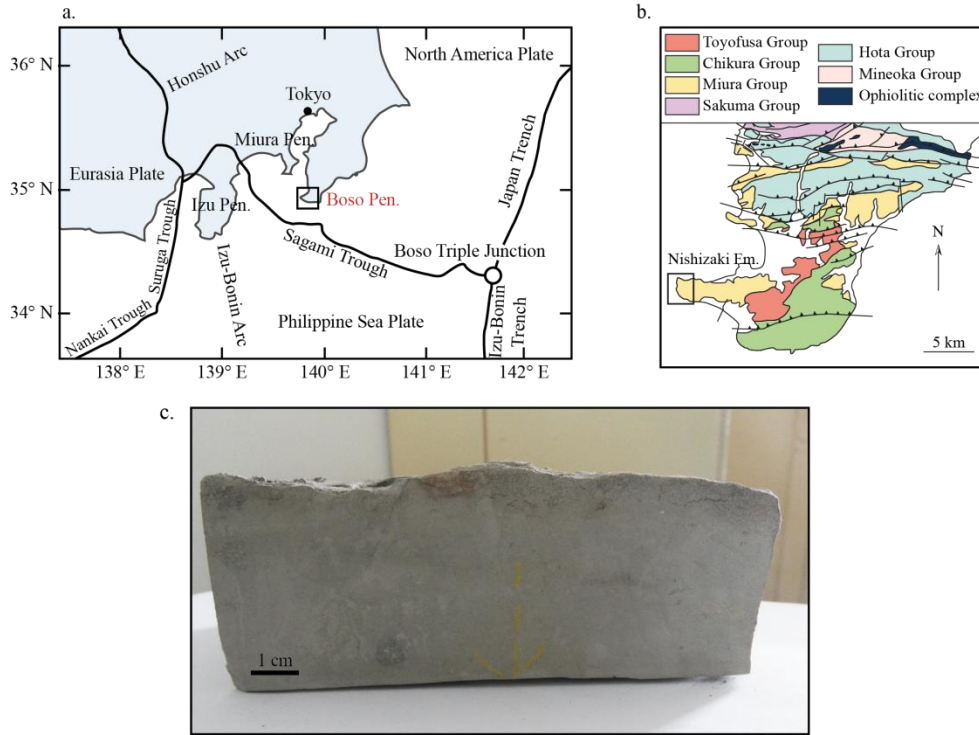 a.
36° N
35° N
34° N
138° E
139° E
140° E
141° E
142° E
North America Plate
Honshu Arc
Tokyo
Miura Pen.
Eurasia Plate
Izu Pen.
Boso Pen.
Japan Trench
Suruga Trough
Sagami Trough
Boso Triple Junction
Izu-Bonin Arc
Nankai Trough
Philippine Sea Plate
Izu-Bonin Trench
b.
Toyofusa Group
Chikura Group
Miura Group
Sakuma Group
Hota Group
Mineoka Group
Ophiolitic complex
Nishizaki Fm.
N
5 km
c.
1 cm